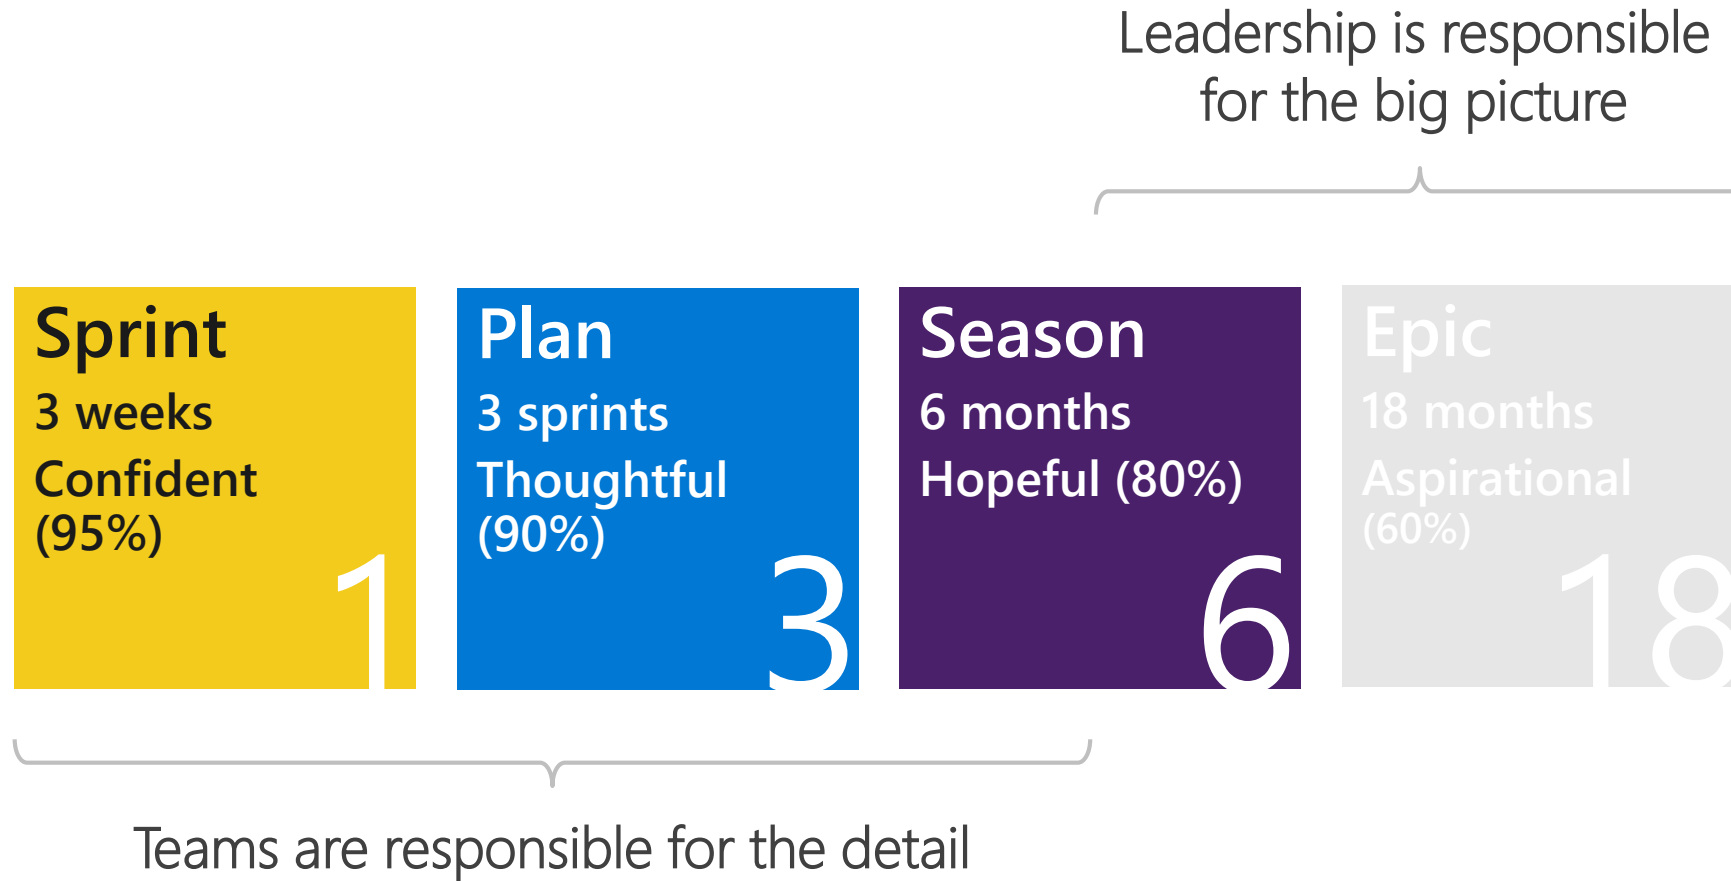 Leadership is responsible
for the big picture
Sprint
3 weeks
Confident
(95%)
1
Plan
3 sprints
Thoughtful
(90%)
3
Season
6 months
Hopeful (80%)
6
Epic
18 months
Aspirational
(60%)
18
Teams are responsible for the detail